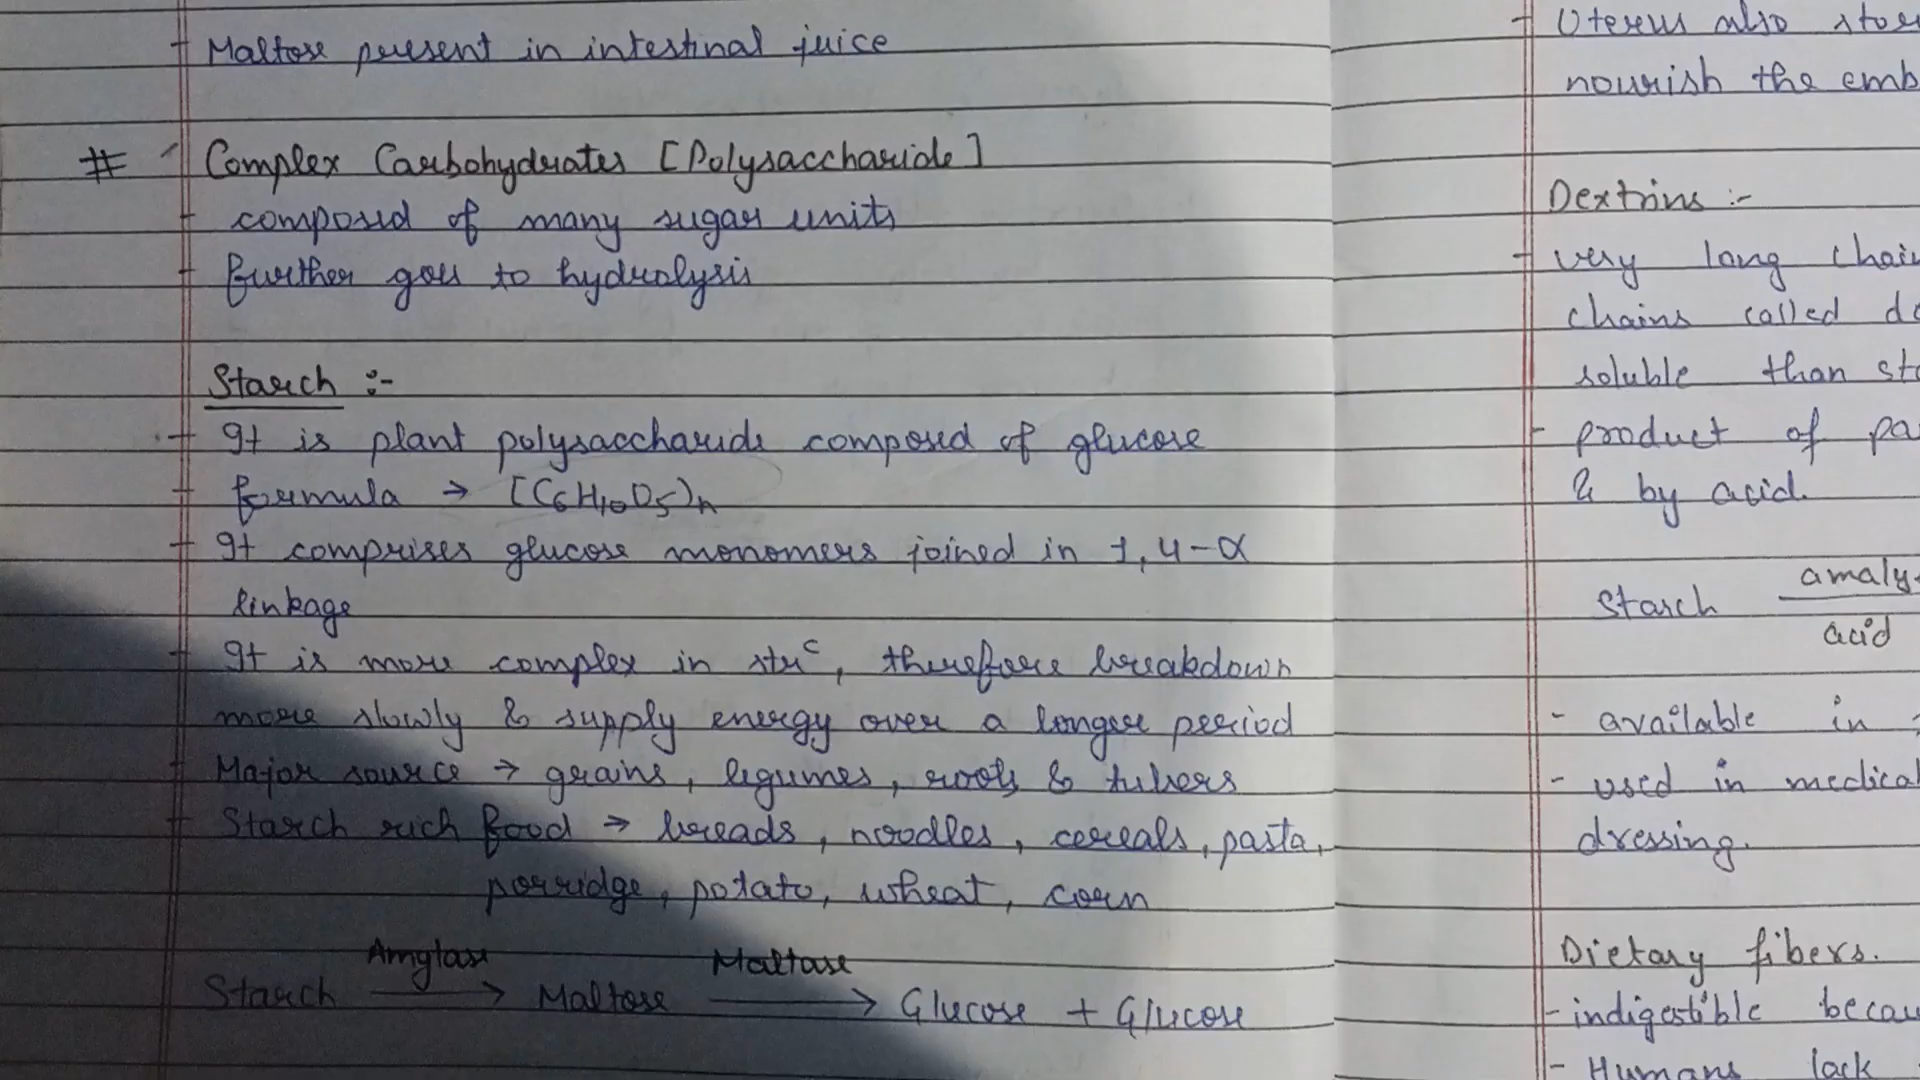 Maltose present in intestinal juice
# Complex Carbohydrates [Polysaccharide]
composed of many sugar units
further goes to hydrolysis
Starch :-
It is plant polysaccharide composed of glucose
formula → [C6H10O5)n
It comprises glucose monomers joined in 1,4-α
linkage
It is more complex in strᶜ, therefore breakdown
more slowly & supply energy over a longer period
Major source → grains, legumes, roots & tubers
Starch rich food → breads, noodles, cereals, pasta,
porridge, potato, wheat, corn
Amylase Maltase
Starch → Maltose → Glucose + Glucose
Uterus also
nourish the
Dextrins :-
very long
chains called
soluble than
product of
& by acid.
Starch
acid
- available in
- used in medical
dressing.
Dietary fibers.
- indigestible
- Humans lack